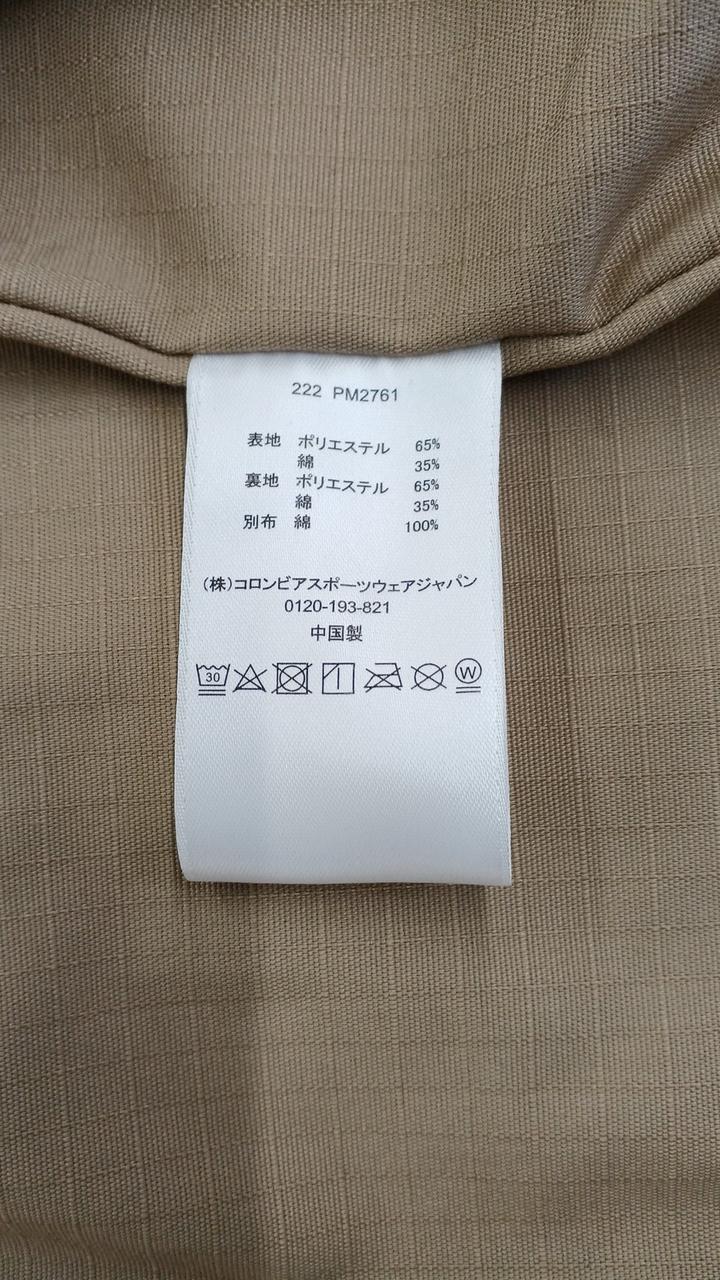 222 PM2761
表地 ポリエステル 65%
綿 35%
裏地 ポリエステル 65%
綿 35%
別布 綿 100%
(株)コロンビアスポーツウェアジャパン
0120-193-821
中国製
30 W